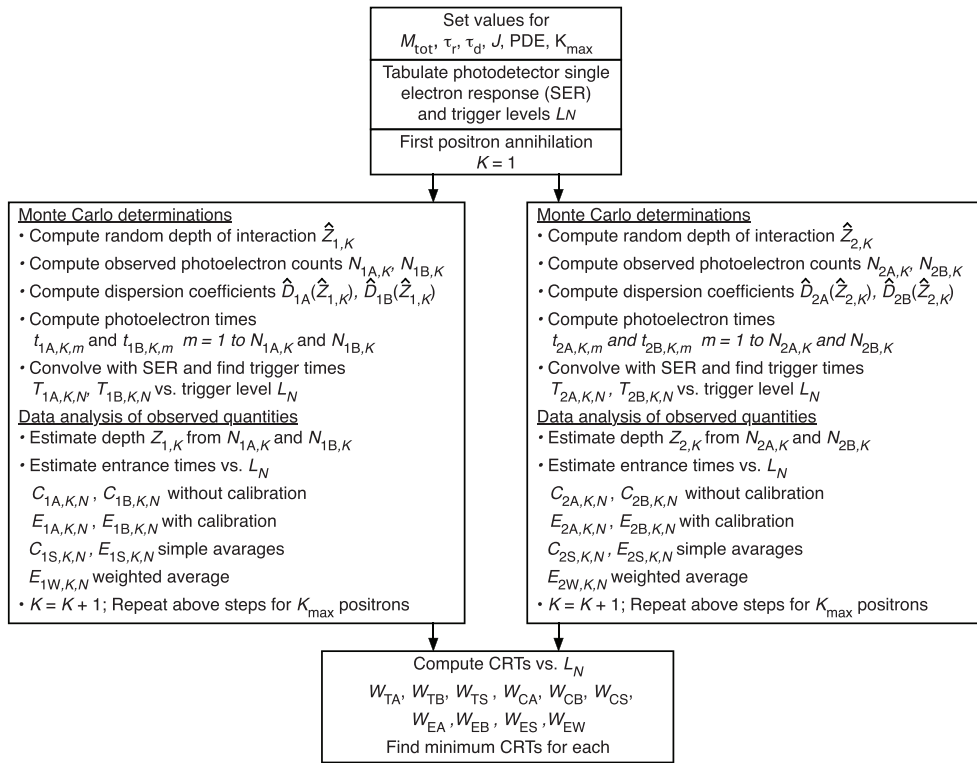 Set values for
M_tot, τ_r, τ_d, J, PDE, K_max
Tabulate photodetector single
electron response (SER)
and trigger levels L_N
First positron annihilation
K = 1
Monte Carlo determinations
• Compute random depth of interaction Ẑ_1,K
• Compute observed photoelectron counts N_1A,K, N_1B,K
• Compute dispersion coefficients D̂_1A(Ẑ_1,K), D̂_1B(Ẑ_1,K)
• Compute photoelectron times
t_1A,K,m and t_1B,K,m m = 1 to N_1A,K and N_1B,K
• Convolve with SER and find trigger times
T_1A,K,N, T_1B,K,N vs. trigger level L_N
Data analysis of observed quantities
• Estimate depth Z_1,K from N_1A,K and N_1B,K
• Estimate entrance times vs. L_N
C_1A,K,N , C_1B,K,N without calibration
E_1A,K,N , E_1B,K,N with calibration
C_1S,K,N , E_1S,K,N simple avarages
E_1W,K,N weighted average
• K = K + 1; Repeat above steps for K_max positrons
Monte Carlo determinations
• Compute random depth of interaction Ẑ_2,K
• Compute observed photoelectron counts N_2A,K, N_2B,K
• Compute dispersion coefficients D̂_2A(Ẑ_2,K), D̂_2B(Ẑ_2,K)
• Compute photoelectron times
t_2A,K,m and t_2B,K,m m = 1 to N_2A,K and N_2B,K
• Convolve with SER and find trigger times
T_2A,K,N , T_2B,K,N vs. trigger level L_N
Data analysis of observed quantities
• Estimate depth Z_2,K from N_2A,K and N_2B,K
• Estimate entrance times vs. L_N
C_2A,K,N , C_2B,K,N without calibration
E_2A,K,N , E_2B,K,N with calibration
C_2S,K,N , E_2S,K,N simple avarages
E_2W,K,N weighted average
• K = K + 1; Repeat above steps for K_max positrons
Compute CRTs vs. L_N
W_TA, W_TB, W_TS , W_CA, W_CB, W_CS,
W_EA ,W_EB , W_ES ,W_EW
Find minimum CRTs for each